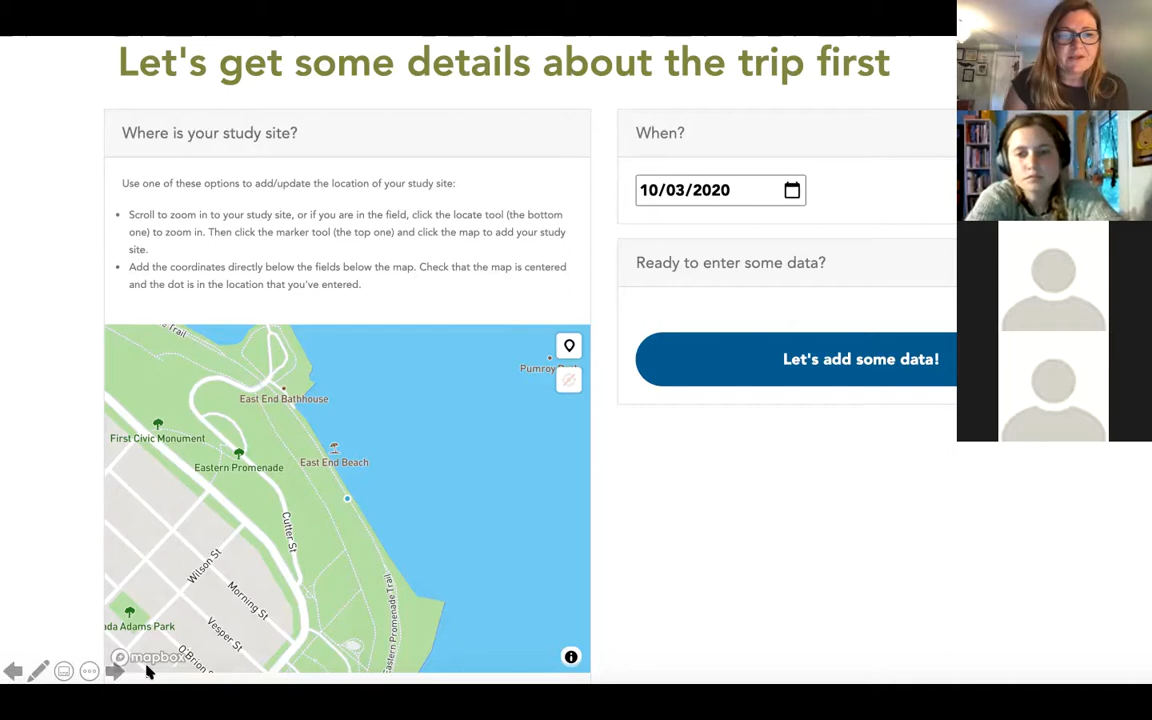 Let's get some details about the trip first
Where is your study site?
Use one of these options to add/update the location of your study site:
Scroll to zoom in to your study site, or if you are in the field, click the locate tool (the bottom
one) to zoom in. Then click the marker tool (the top one) and click the map to add your study
site.
Add the coordinates directly below the fields below the map. Check that the map is centered
and the dot is in the location that you've entered.
Trail
Pumroy
East End Bathhouse
First Civic Monument
East End Beach
Eastern Promenade
Cutter St
Wilson St
Morning St
Eastern Promenade Trail
ada Adams Park
Vesper St
O'Brion
mapbox
When?
10/03/2020
Ready to enter some data?
Let's add some data!